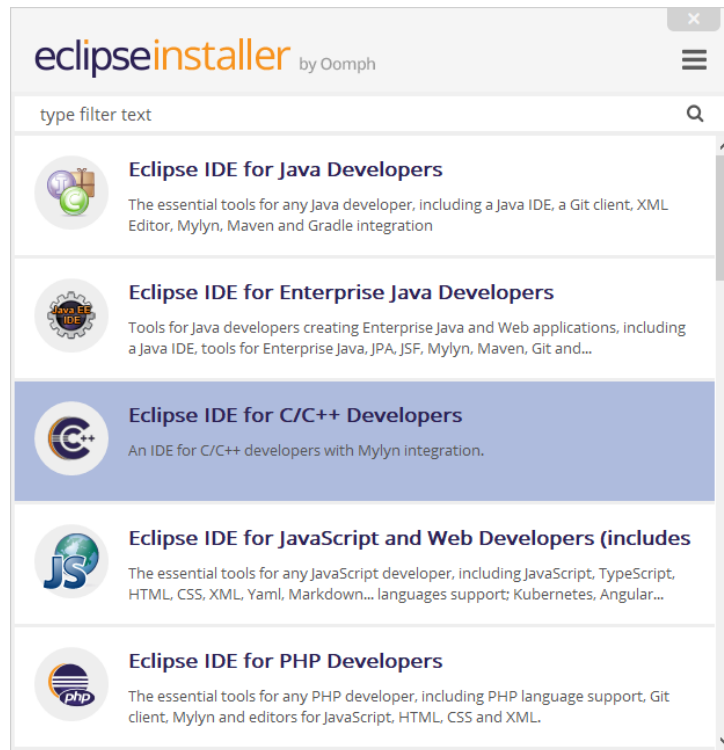 eclipseinstaller by Oomph
type filter text
Eclipse IDE for Java Developers
The essential tools for any Java developer, including a Java IDE, a Git client, XML
Editor, Mylyn, Maven and Gradle integration
Java EE
IDE
Eclipse IDE for Enterprise Java Developers
Tools for Java developers creating Enterprise Java and Web applications, including
a Java IDE, tools for Enterprise Java, JPA, JSF, Mylyn, Maven, Git and...
C++
Eclipse IDE for C/C++ Developers
An IDE for C/C++ developers with Mylyn integration.
JS
Eclipse IDE for JavaScript and Web Developers (includes
The essential tools for any JavaScript developer, including JavaScript, TypeScript,
HTML, CSS, XML, Yaml, Markdown... languages support; Kubernetes, Angular...
php
Eclipse IDE for PHP Developers
The essential tools for any PHP developer, including PHP language support, Git
client, Mylyn and editors for JavaScript, HTML, CSS and XML.